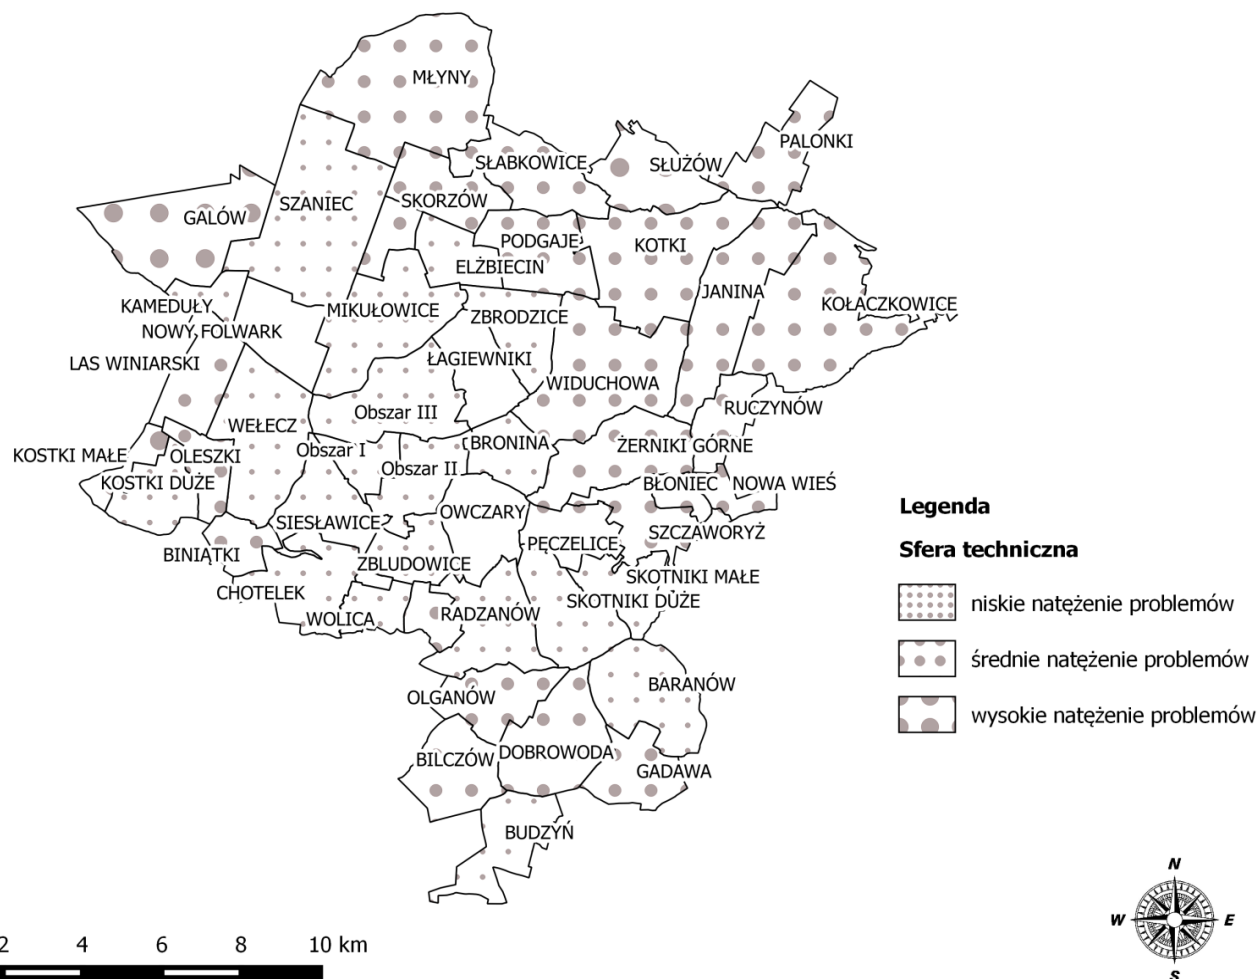 MŁYNY
PALONKI
SŁABKOWICE
SŁUŻÓW
SKORZÓW
SZANIEC
GALÓW
PODGAJE
KOTKI
ELŻBIECIN
JANINA
KAMEDUŁY
MIKUŁOWICE
ZBRODZICE
KOŁACZKOWICE
NOWY FOLWARK
ŁAGIEWNIKI
LAS WINIARSKI
WIDUCHOWA
RUCZYNÓW
Obszar III
WEŁECZ
BRONINA
ŻERNIKI GÓRNE
Obszar I
KOSTKI MAŁE
OLESZKI
Obszar II
KOSTKI DUŻE
BŁONIEC
NOWA WIEŚ
OWCZARY
SIESŁAWICE
SZCZAWORYŻ
BINIĄTKI
PĘCZELICE
ZBLUDOWICE
SKOTNIKI MAŁE
CHOTELEK
SKOTNIKI DUŻE
WOLICA
RADZANÓW
BARANÓW
OLGANÓW
DOBROWODA
BILCZÓW
GADAWA
BUDZYŃ
Legenda
Sfera techniczna
niskie natężenie problemów
średnie natężenie problemów
wysokie natężenie problemów
N
W E
S
2 4 6 8 10 km